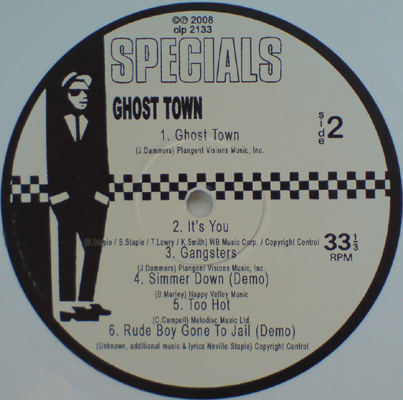 ©℗ 2008
clp 2133
SPECIALS
GHOST TOWN
side 2
1. Ghost Town
(J.Dammers) Plangent Visions Music, Inc.
2. It's You
(N.Staple / S.Staple / T.Lowry / K.Smith) WB Music Corp. / Copyright Control
3. Gangsters
(J.Dammers) Plangent Visions Music, Inc.
4. Simmer Down (Demo)
(B.Marley) Happy Valley Music
5. Too Hot
(C.Campell) Melodisc Music Ltd.
6. Rude Boy Gone To Jail (Demo)
(Unknown, additional music & lyrics Neville Staple) Copyright Control
33 1/3
RPM